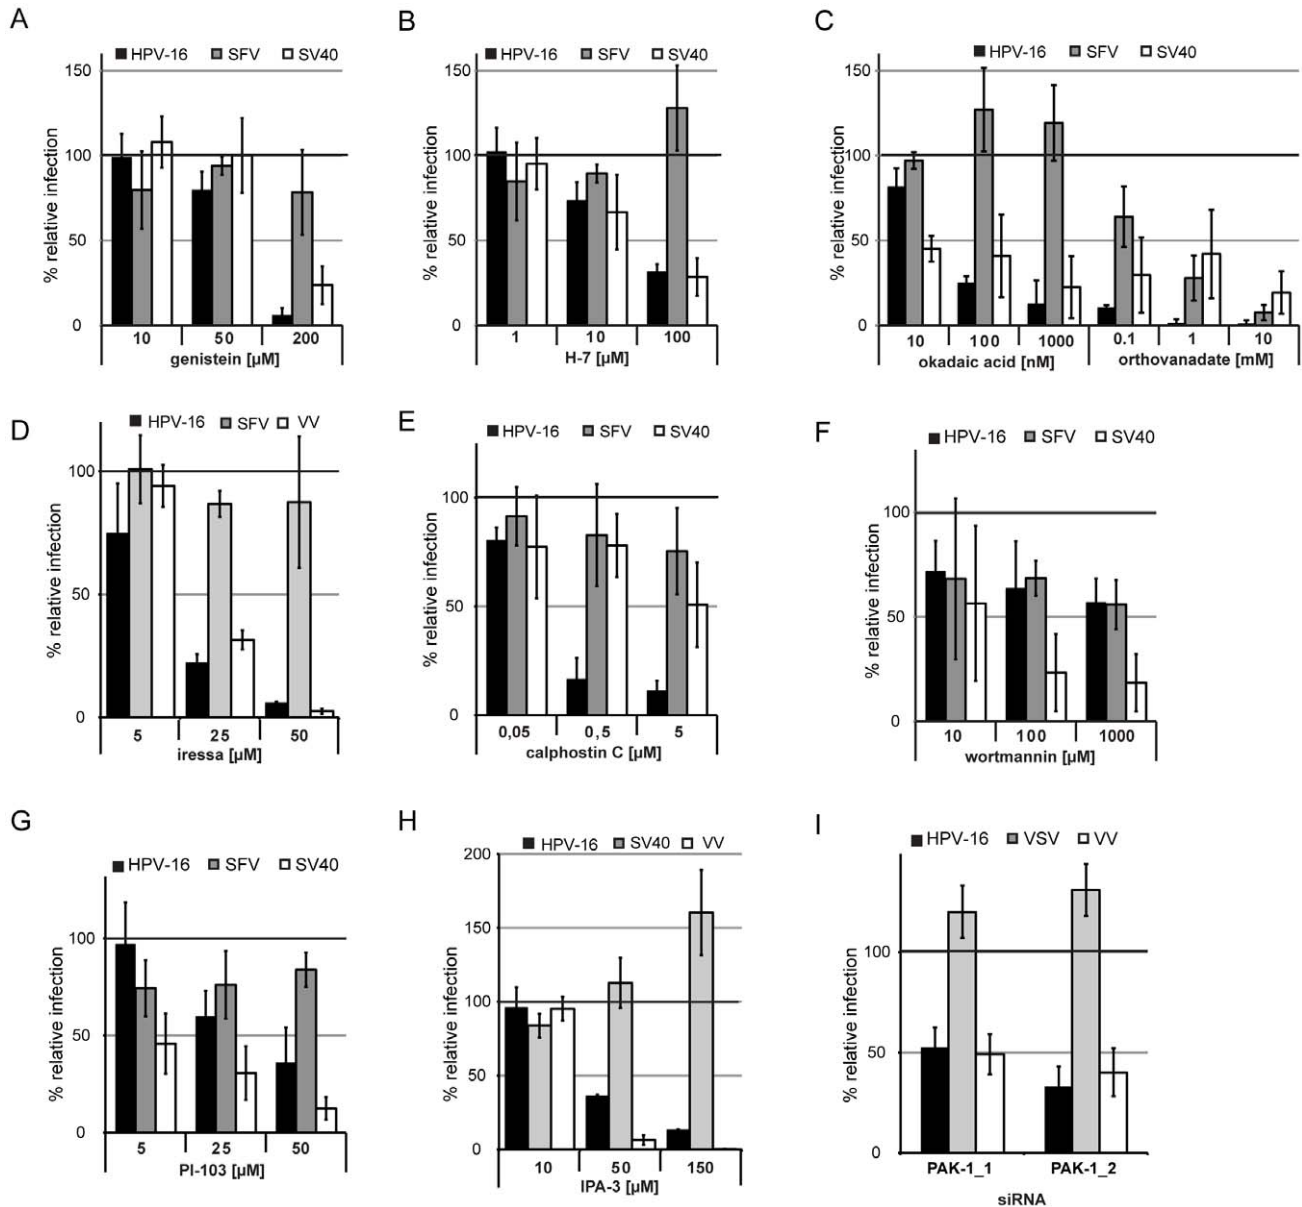 A
HPV-16 SFV SV40
150
100
50
0
% relative infection
10 50 200
genistein [µM]
B
HPV-16 SFV SV40
150
100
50
0
% relative infection
1 10 100
H-7 [µM]
C
HPV-16 SFV SV40
150
100
50
0
% relative infection
10 100 1000 0.1 1 10
okadaic acid [nM] orthovanadate [mM]
D
HPV-16 SFV VV
100
50
0
% relative infection
5 25 50
iressa [µM]
E
HPV-16 SFV SV40
100
50
0
% relative infection
0,05 0,5 5
calphostin C [µM]
F
HPV-16 SFV SV40
100
50
0
% relative infection
10 100 1000
wortmannin [µM]
G
HPV-16 SFV SV40
100
50
0
% relative infection
5 25 50
PI-103 [µM]
H
HPV-16 SV40 VV
200
150
100
50
0
% relative infection
10 50 150
IPA-3 [µM]
I
HPV-16 VSV VV
100
50
0
% relative infection
PAK-1_1 PAK-1_2
siRNA